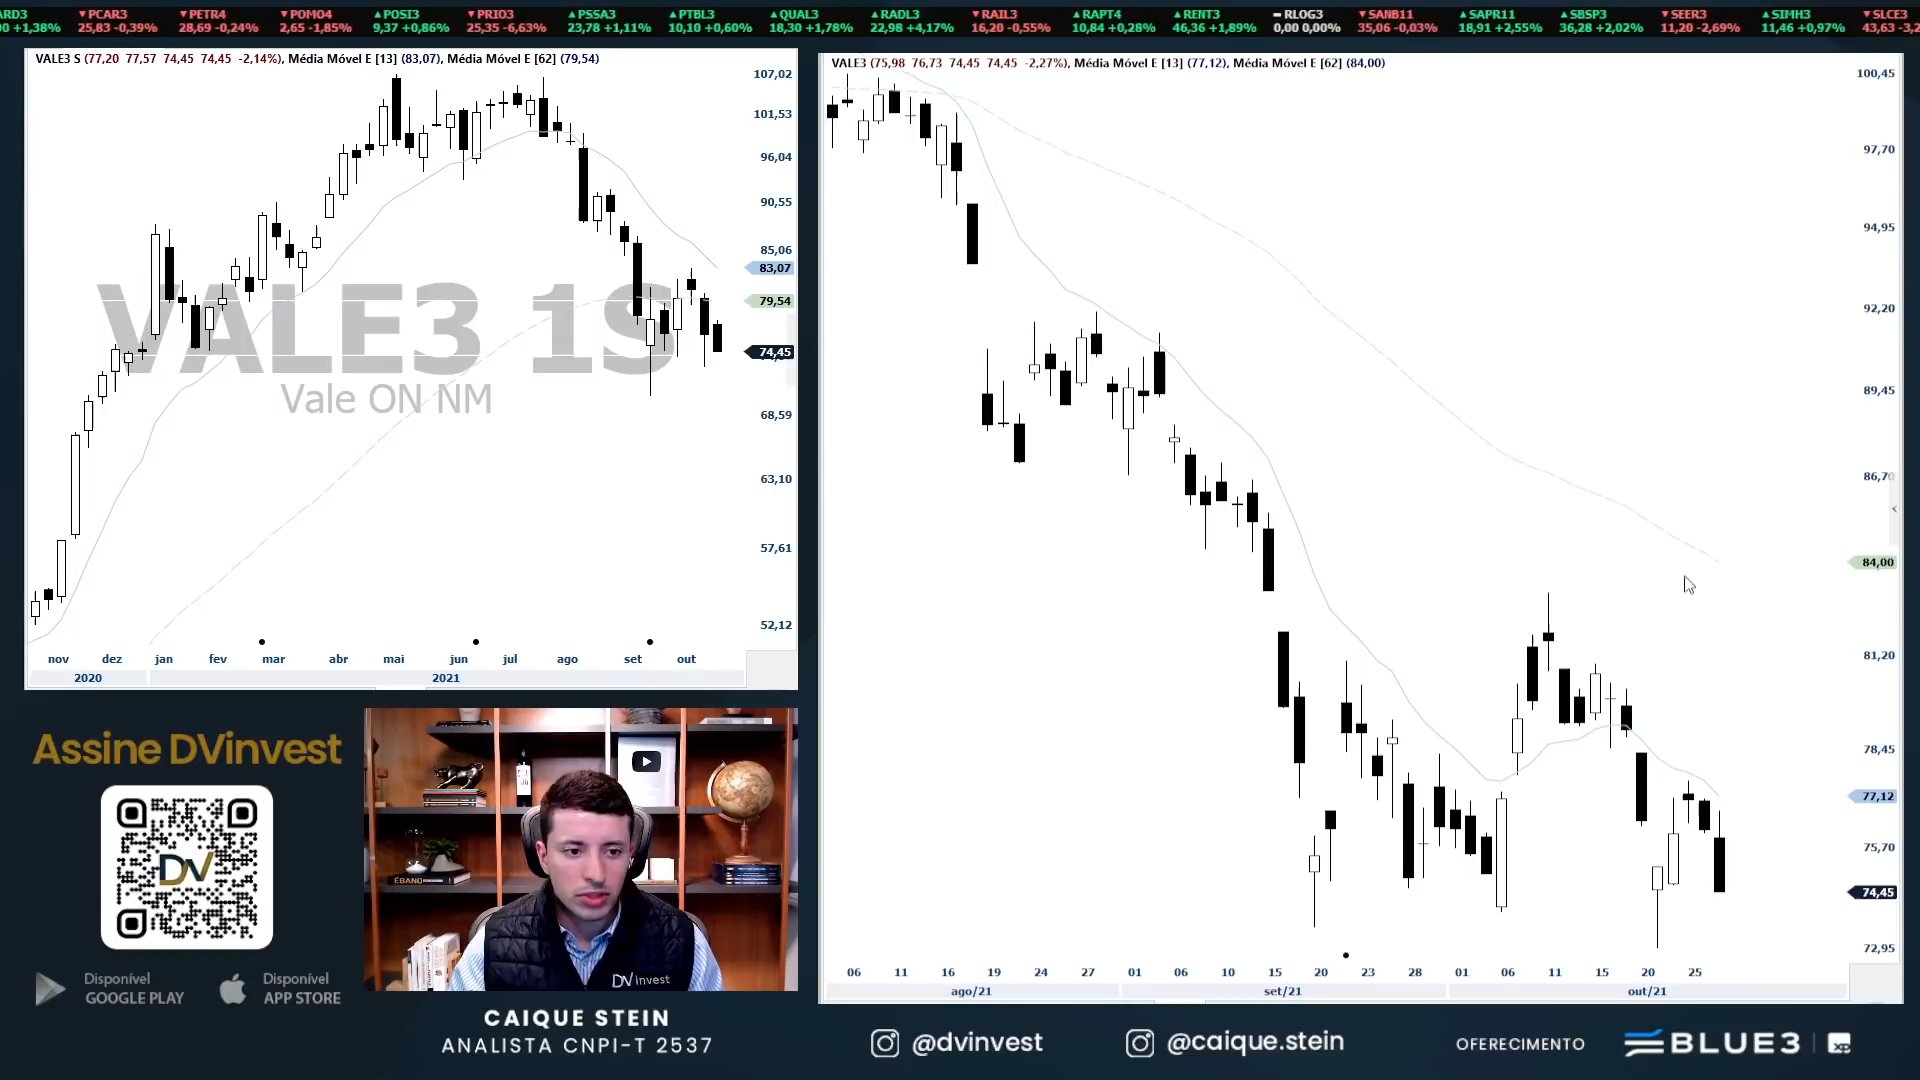 ARD3 ▼PCAR3 ▼PETR4 ▼POMO4 ▲POSI3 ▼PRIO3 ▲PSSA3 ▲PTBL3 ▲QUAL3 ▲RADL3 ▼RAIL3 ▲RAPT4 ▲RENT3 ▬RLOG3 ▼SANB11 ▲SAPR11 ▲SBSP3 ▼SEER3 ▲SIMH3 ▼SLCE3
00 +1,38% 25,83 -0,39% 28,69 -0,24% 2,65 -1,85% 9,37 +0,86% 25,35 -6,63% 23,78 +1,11% 10,10 +0,60% 18,30 +1,78% 22,98 +4,17% 16,20 -0,55% 10,84 +0,28% 46,36 +1,89% 0,00 0,00% 35,06 -0,03% 18,91 +2,55% 36,28 +2,02% 11,20 -2,69% 11,46 +0,97% 43,63 -3,2
VALE3 S (77,20 77,57 74,45 74,45 -2,14%), Média Móvel E [13] (83,07), Média Móvel E [62] (79,54)
107,02
101,53
96,04
90,55
85,06
83,07
79,54
74,45
68,59
63,10
57,61
52,12
VALE3 1S
Vale ON NM
nov dez jan fev mar abr mai jun jul ago set out
2020 2021
VALE3 (75,98 76,73 74,45 74,45 -2,27%), Média Móvel E [13] (77,12), Média Móvel E [62] (84,00)
100,45
97,70
94,95
92,20
89,45
86,70
84,00
81,20
78,45
77,12
75,70
74,45
72,95
06 11 16 19 24 27 01 06 10 15 20 23 28 01 06 11 15 20 25
ago/21 set/21 out/21
Assine DVinvest
DV
Disponível
GOOGLE PLAY
Disponível
APP STORE
ÉBANO
DVinvest
CAIQUE STEIN
ANALISTA CNPI-T 2537
@dvinvest
@caique.stein
OFERECIMENTO
BLUE3
xp